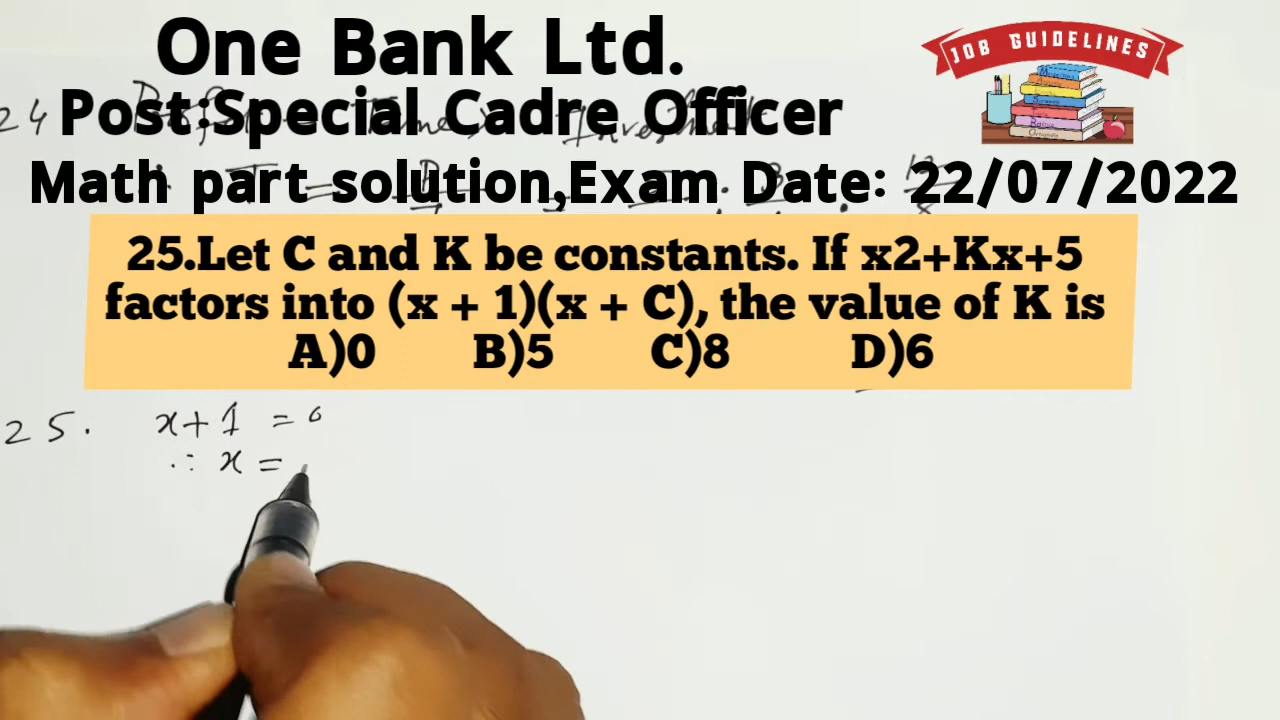 One Bank Ltd.
JOB GUIDELINES
24
Post:Special Cadre Officer
Math part solution,Exam Date: 22/07/2022
25.Let C and K be constants. If x2+Kx+5
factors into (x + 1)(x + C), the value of K is
A)0 B)5 C)8 D)6
25. x+1 = 0
∴ x =